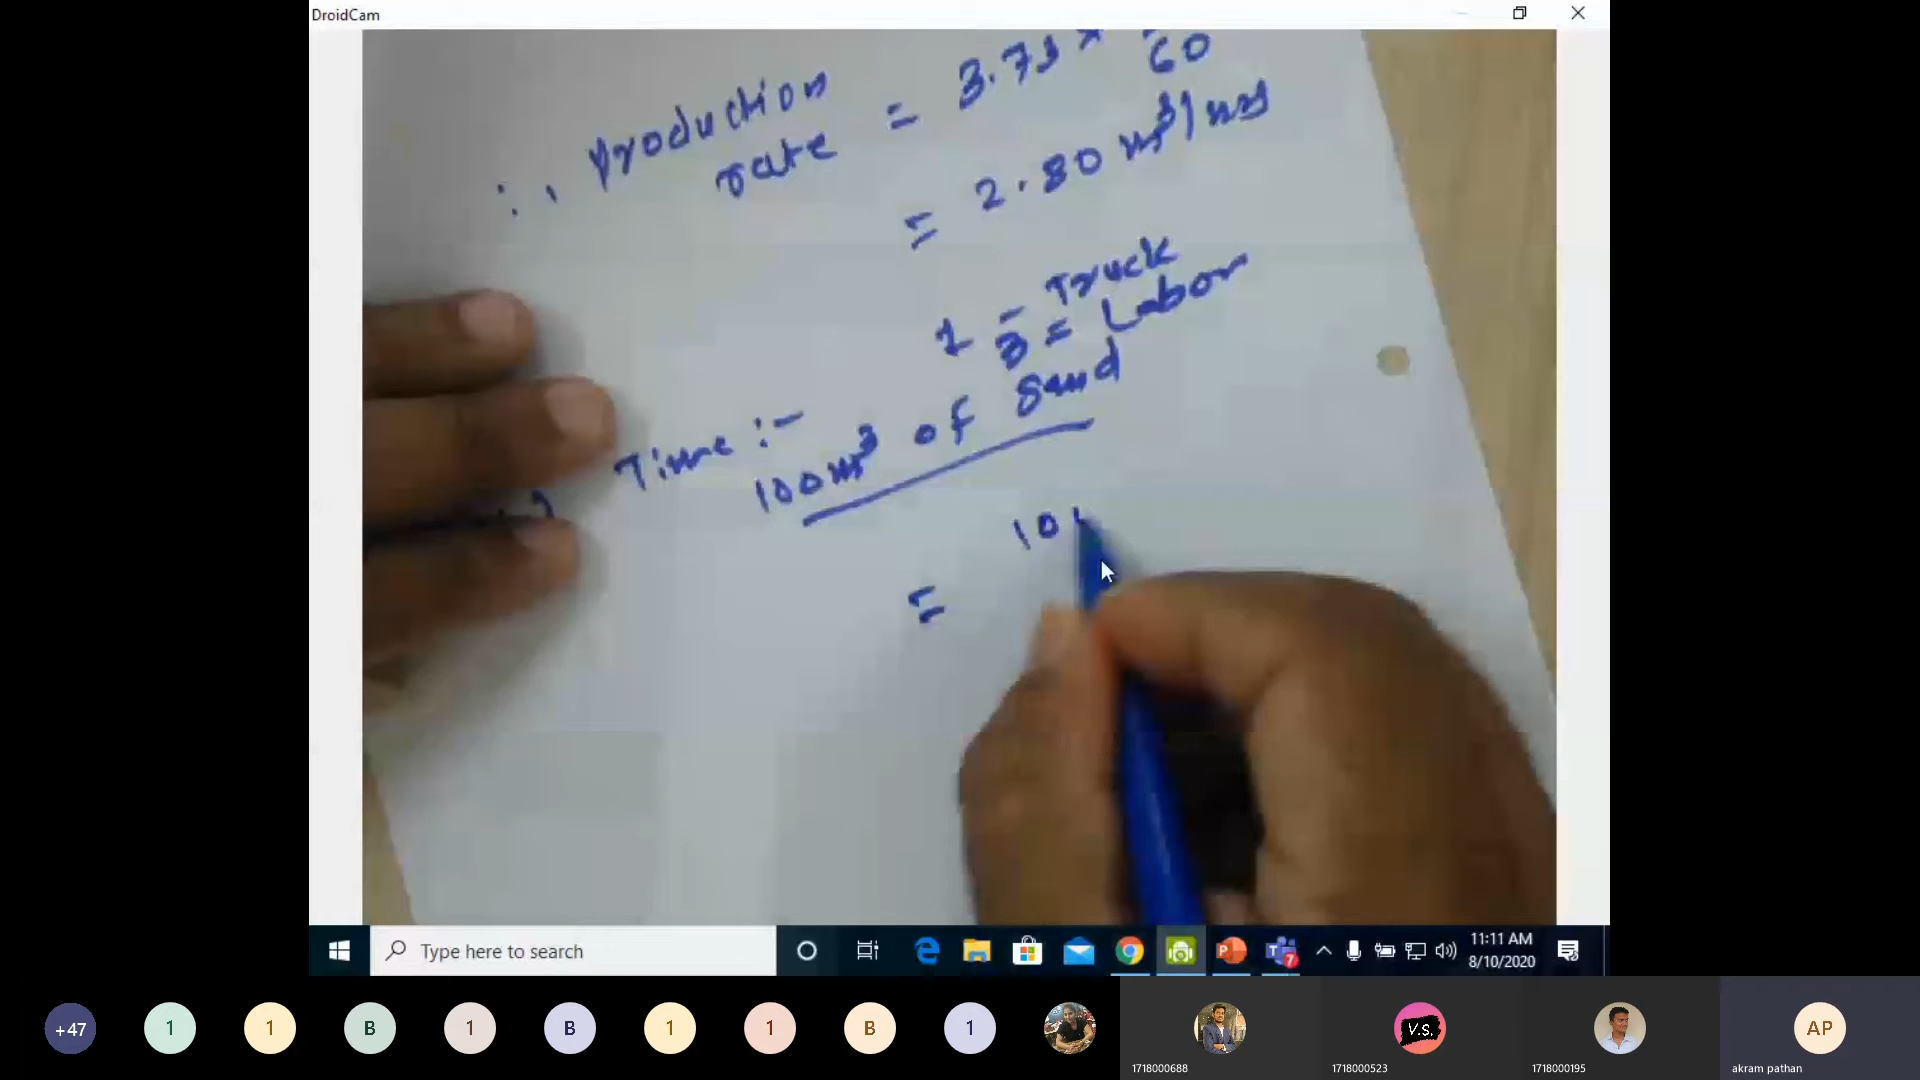 DroidCam
∴ production rate = 3.73 × 60
= 2.80 m³/hrs
1 - Truck
3 = Labor
Time :-
100m³ of Sand
= 10
Type here to search
7
11:11 AM
8/10/2020
+47
1
1
B
1
B
1
1
B
1
V.S.
AP
1718000688
1718000523
1718000195
akram pathan